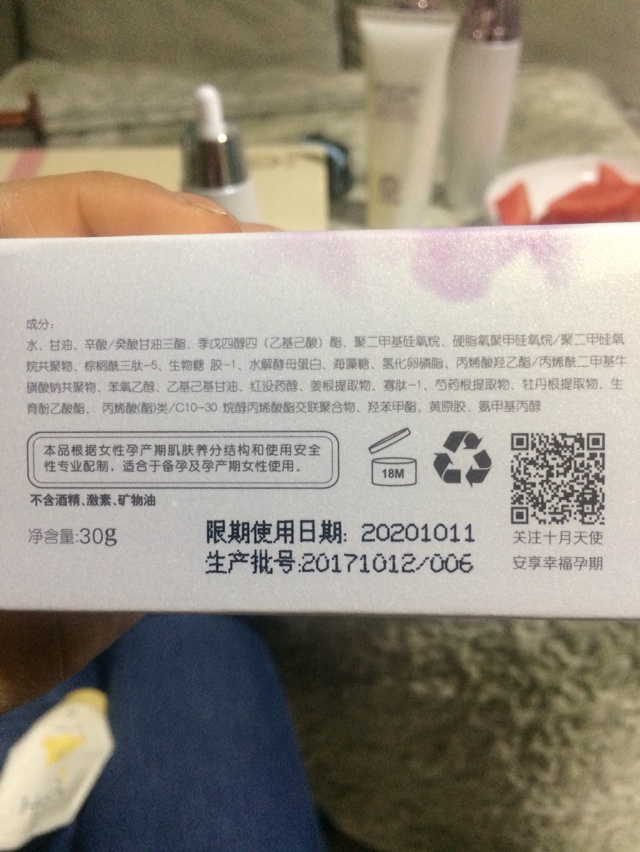 成分:
水、甘油、辛酸/癸酸甘油三酯、季戊四醇四（乙基己酸）酯、聚二甲基硅氧烷、硬脂氧聚甲硅氧烷/聚二甲硅氧
烷共聚物、棕榈酰三肽-5、生物糖 胶-1、水解酵母蛋白、海藻糖、氢化卵磷脂、丙烯酸羟乙酯/丙烯酰二甲基牛
磺酸钠共聚物、苯氧乙醇、乙基己基甘油、红没药醇、姜根提取物、寡肽-1、芍药根提取物、牡丹根提取物、生
育酚乙酸酯、 丙烯酸(酯)类/C10-30 烷醇丙烯酸酯交联聚合物、羟苯甲酯、黄原胶、氨甲基丙醇
本品根据女性孕产期肌肤养分结构和使用安全
性专业配制，适合于备孕及孕产期女性使用。
18M
不含酒精、激素、矿物油
净含量:30g
限期使用日期: 20201011
生产批号:20171012/006
关注十月天使
安享幸福孕期